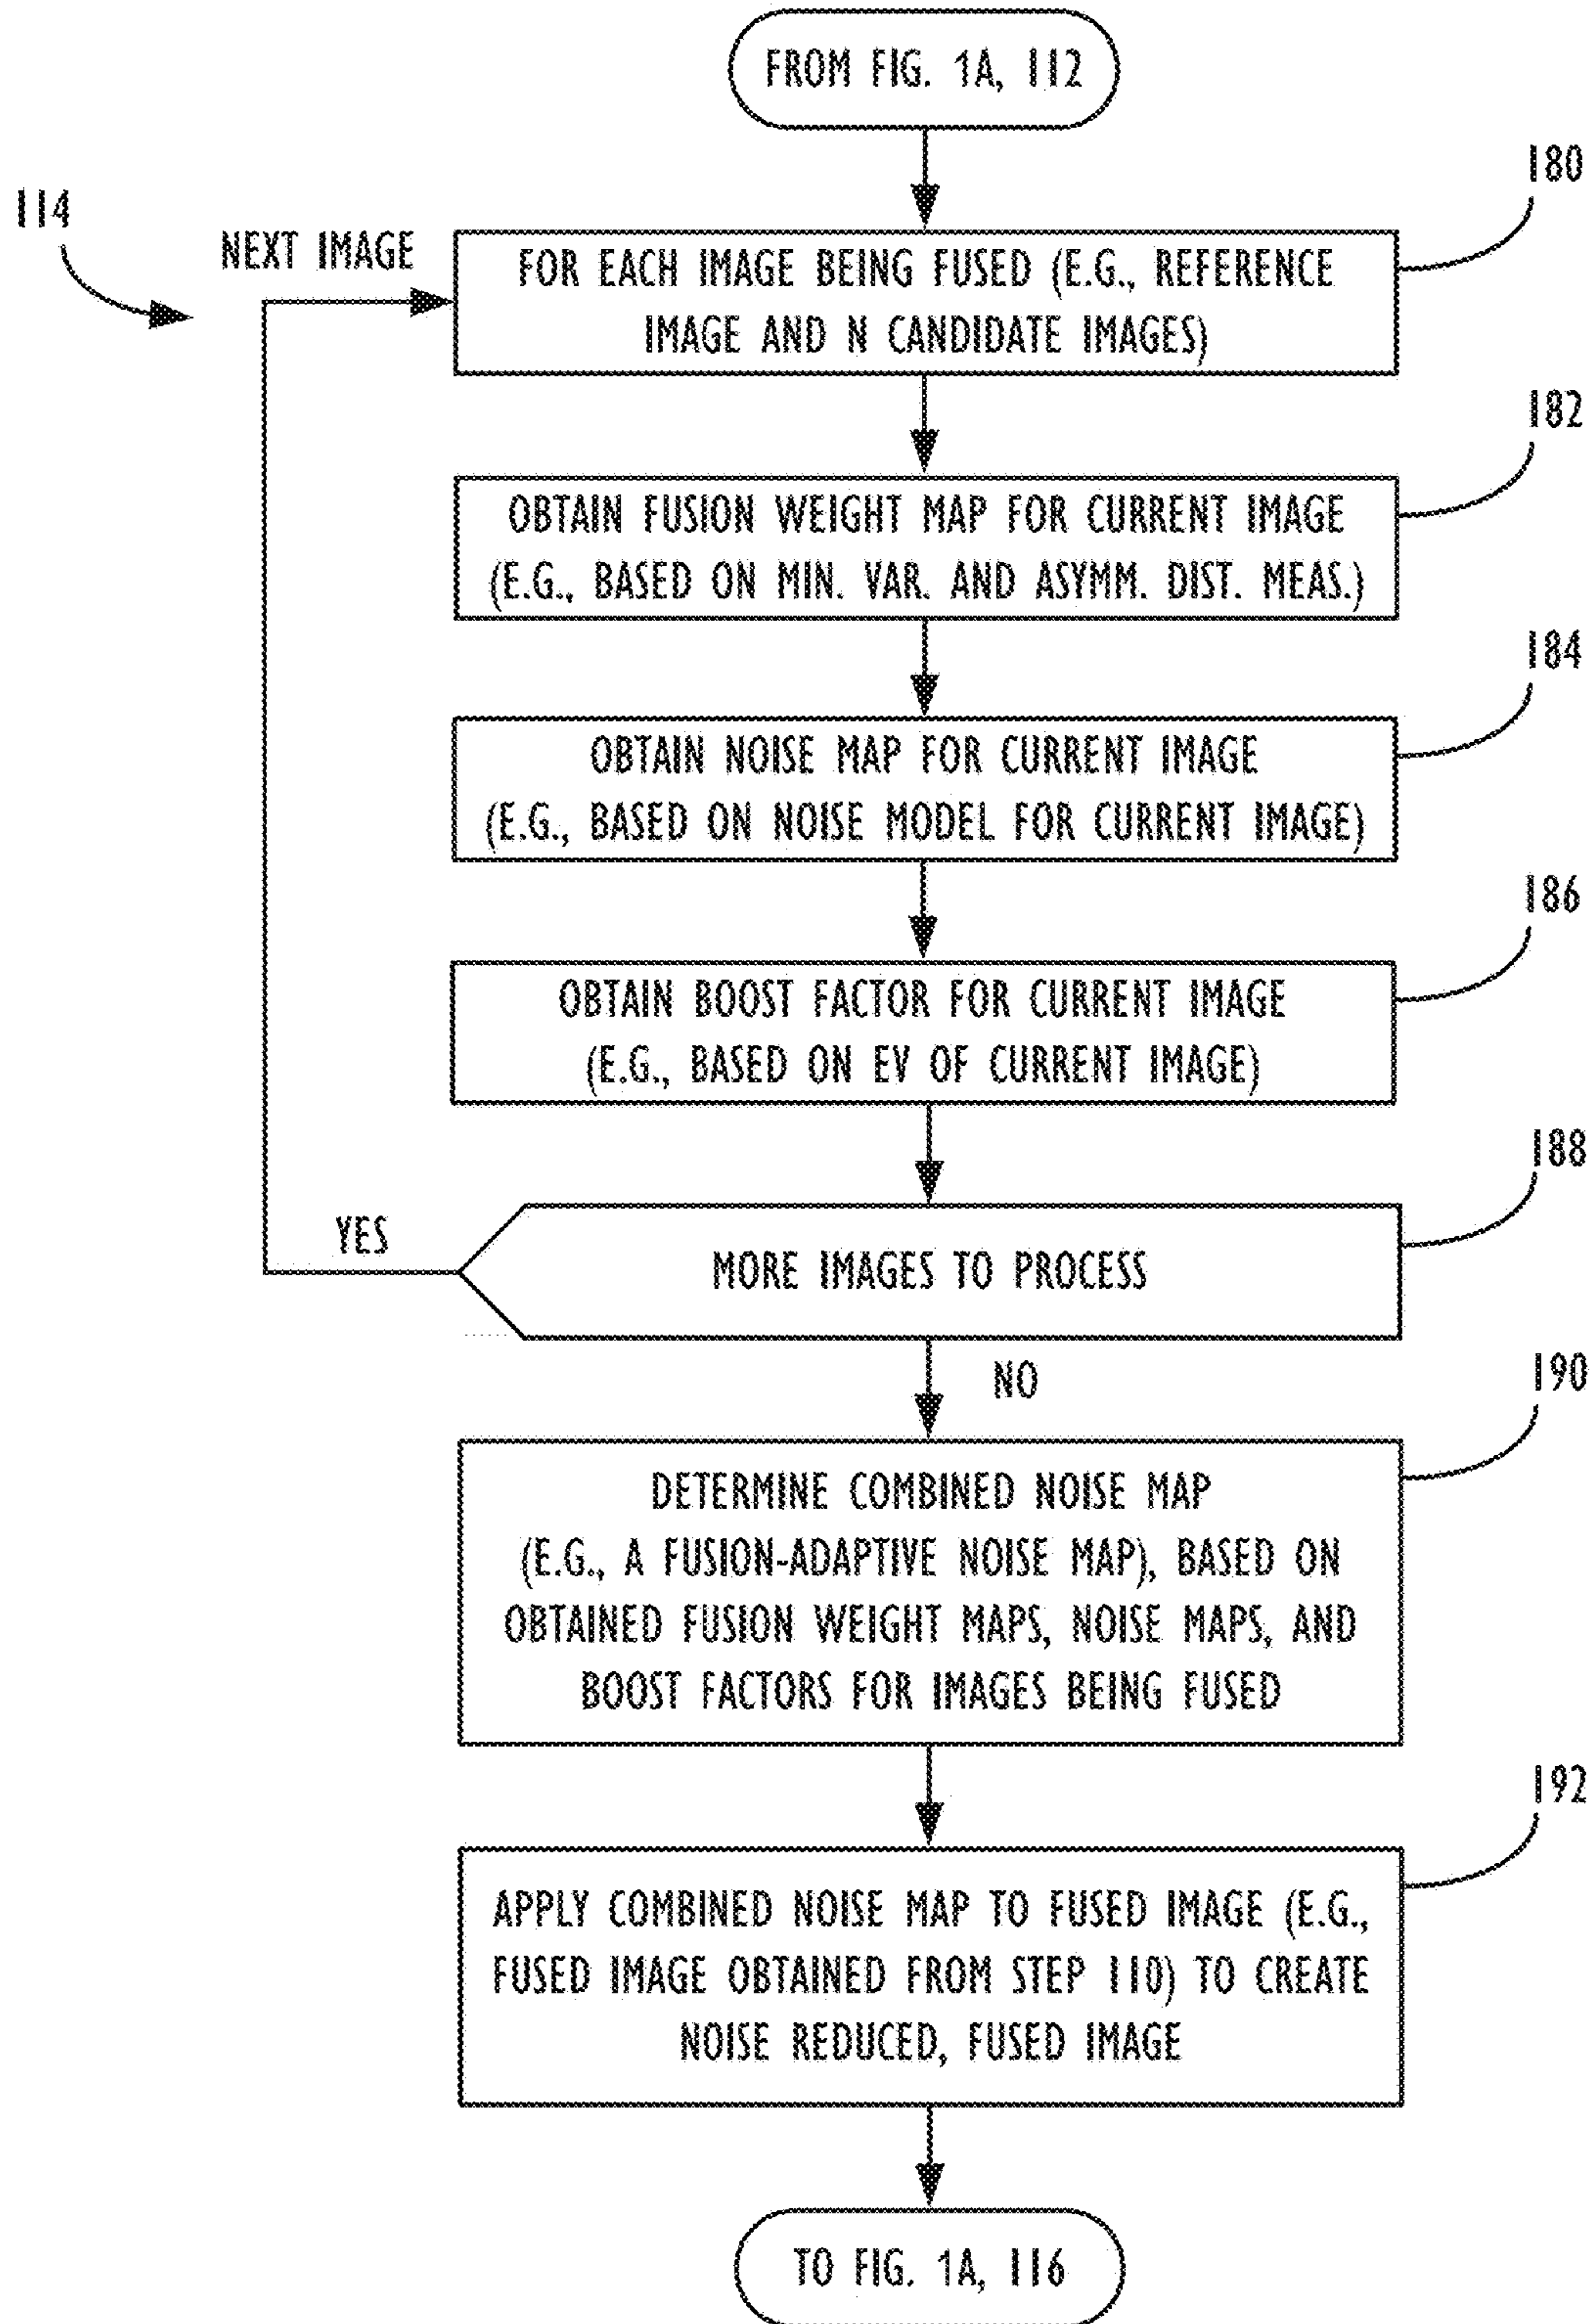 FROM FIG. 1A, 112
180
114
NEXT IMAGE
FOR EACH IMAGE BEING FUSED (E.G., REFERENCE
IMAGE AND N CANDIDATE IMAGES)
182
OBTAIN FUSION WEIGHT MAP FOR CURRENT IMAGE
(E.G., BASED ON MIN. VAR. AND ASYMM. DIST. MEAS.)
184
OBTAIN NOISE MAP FOR CURRENT IMAGE
(E.G., BASED ON NOISE MODEL FOR CURRENT IMAGE)
186
OBTAIN BOOST FACTOR FOR CURRENT IMAGE
(E.G., BASED ON EV OF CURRENT IMAGE)
188
YES
MORE IMAGES TO PROCESS
NO
190
DETERMINE COMBINED NOISE MAP
(E.G., A FUSION-ADAPTIVE NOISE MAP), BASED ON
OBTAINED FUSION WEIGHT MAPS, NOISE MAPS, AND
BOOST FACTORS FOR IMAGES BEING FUSED
192
APPLY COMBINED NOISE MAP TO FUSED IMAGE (E.G.,
FUSED IMAGE OBTAINED FROM STEP 110) TO CREATE
NOISE REDUCED, FUSED IMAGE
TO FIG. 1A, 116